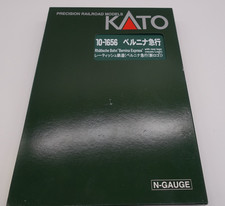 PRECISION RAILROAD MODELS
KATO
10-1656 ベルニナ急行
Rhätische Bahn "Bernina Express"
レーティッシュ鉄道 ベルニナ急行
N-GAUGE